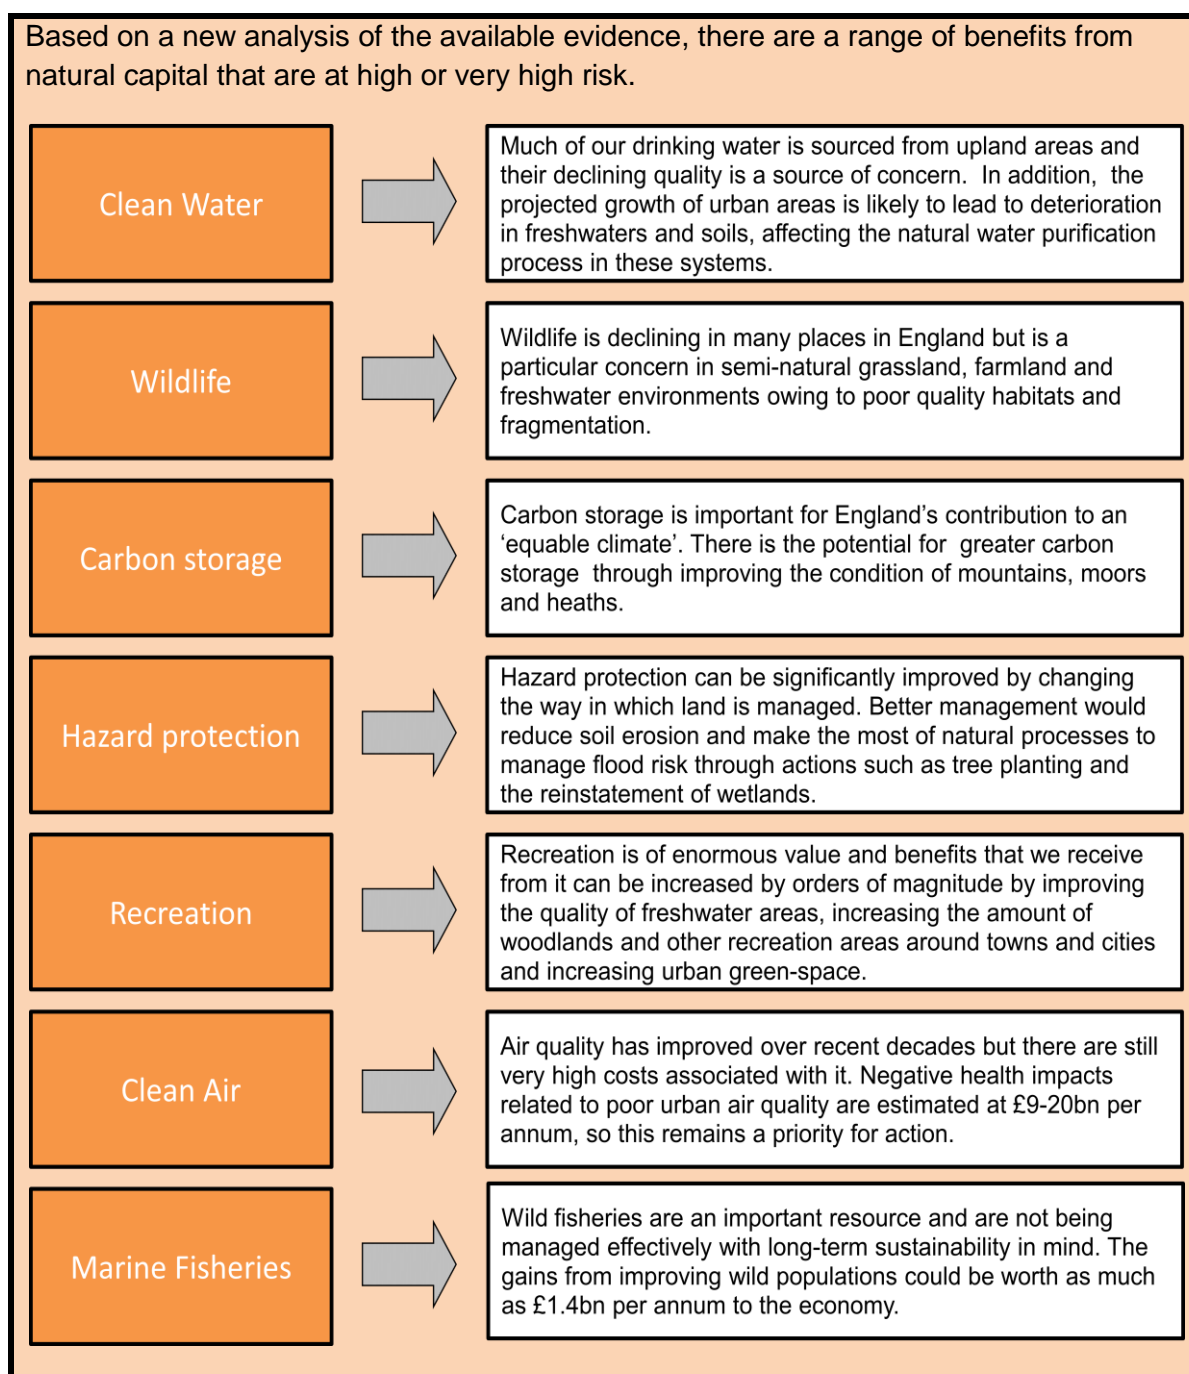 Based on a new analysis of the available evidence, there are a range of benefits from
natural capital that are at high or very high risk.
Clean Water
Much of our drinking water is sourced from upland areas and
their declining quality is a source of concern.  In addition,  the
projected growth of urban areas is likely to lead to deterioration
in freshwaters and soils, affecting the natural water purification
process in these systems.
Wildlife
Wildlife is declining in many places in England but is a
particular concern in semi-natural grassland, farmland and
freshwater environments owing to poor quality habitats and
fragmentation.
Carbon storage
Carbon storage is important for England’s contribution to an
‘equable climate’. There is the potential for  greater carbon
storage  through improving the condition of mountains, moors
and heaths.
Hazard protection
Hazard protection can be significantly improved by changing
the way in which land is managed. Better management would
reduce soil erosion and make the most of natural processes to
manage flood risk through actions such as tree planting and
the reinstatement of wetlands.
Recreation
Recreation is of enormous value and benefits that we receive
from it can be increased by orders of magnitude by improving
the quality of freshwater areas, increasing the amount of
woodlands and other recreation areas around towns and cities
and increasing urban green-space.
Clean Air
Air quality has improved over recent decades but there are still
very high costs associated with it. Negative health impacts
related to poor urban air quality are estimated at £9-20bn per
annum, so this remains a priority for action.
Marine Fisheries
Wild fisheries are an important resource and are not being
managed effectively with long-term sustainability in mind. The
gains from improving wild populations could be worth as much
as £1.4bn per annum to the economy.